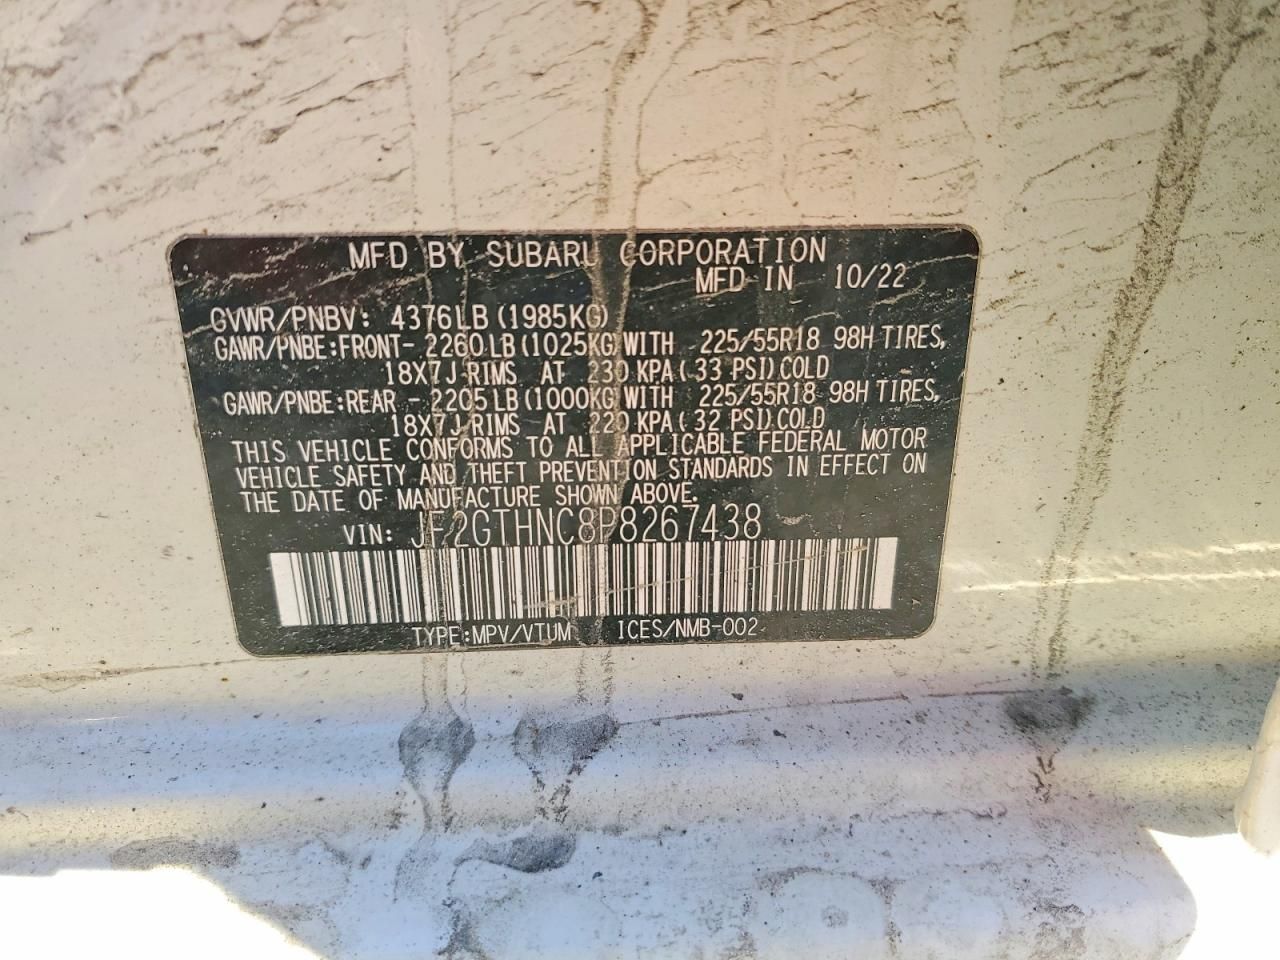 MFD BY SUBARU CORPORATION
MFD IN 10/22
GVWR/PNBV: 4376LB (1985KG)
GAWR/PNBE:FRONT- 2260LB (1025KG) WITH 225/55R18 98H TIRES,
18X7J RIMS AT 230 KPA( 33 PSI) COLD
GAWR/PNBE:REAR - 2205LB (1000KG) WITH 225/55R18 98H TIRES,
18X7J RIMS AT 220 KPA( 32 PSI) COLD
THIS VEHICLE CONFORMS TO ALL APPLICABLE FEDERAL MOTOR
VEHICLE SAFETY AND THEFT PREVENTION STANDARDS IN EFFECT ON
THE DATE OF MANUFACTURE SHOWN ABOVE.
VIN: JF2GTHNC8P8267438
TYPE:MPV/VTUM ICES/NMB-002